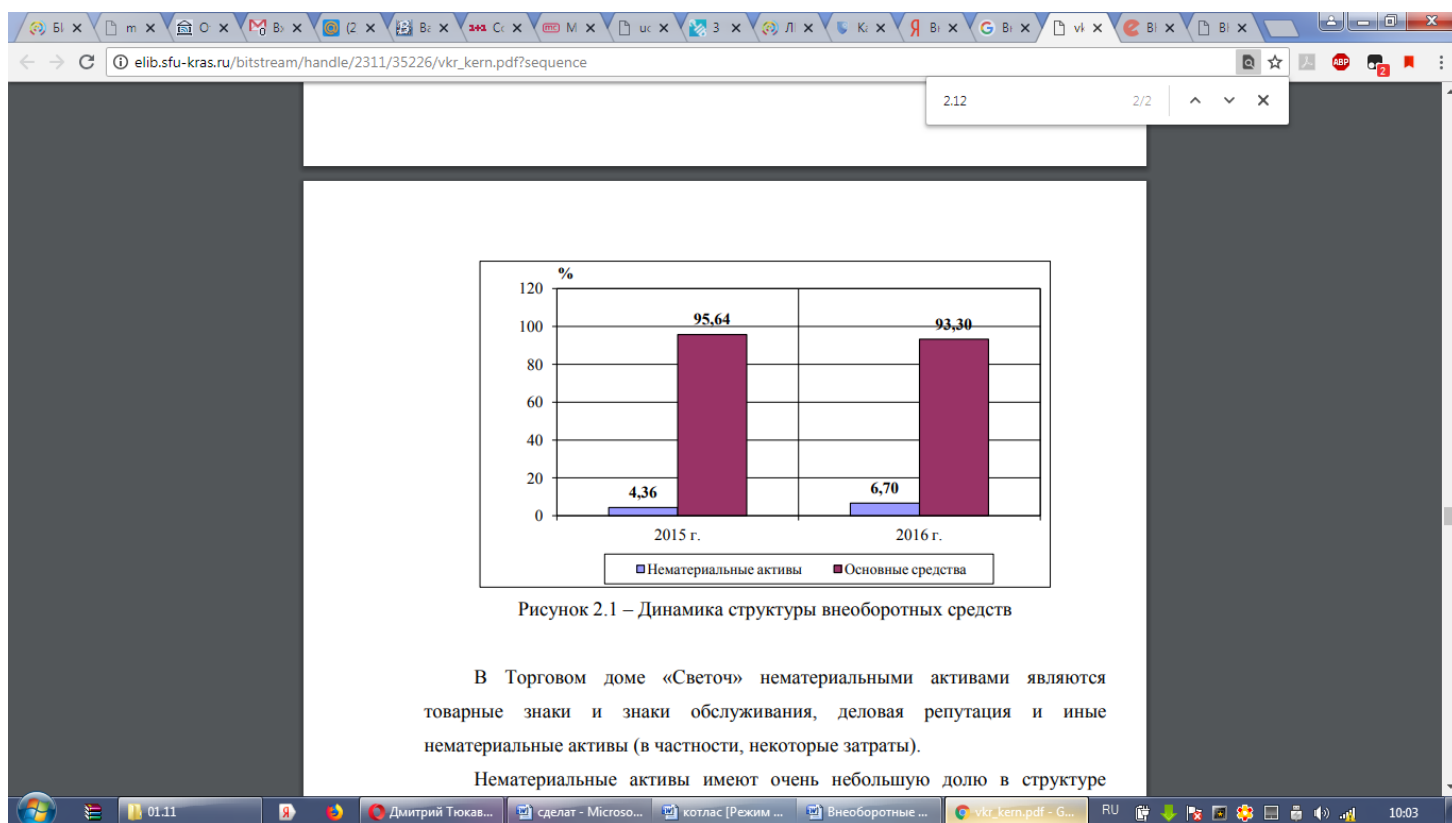 elib.sfu-kras.ru/bitstream/handle/2311/35226/vkr_kern.pdf?sequence
ABP
2
2.12
2/2
%
120
100
80
60
40
20
0
95,64
93,30
4,36
6,70
2015 г.
2016 г.
Нематериальные активы
Основные средства
Рисунок 2.1 – Динамика структуры внеоборотных средств
В Торговом доме «Светоч» нематериальными активами являются
товарные знаки и знаки обслуживания, деловая репутация и иные
нематериальные активы (в частности, некоторые затраты).
Нематериальные активы имеют очень небольшую долю в структуре
01.11
Дмитрий Тюкав...
сделат - Microso...
котлас [Режим ...
Внеоборотные ...
vkr_kern.pdf - G...
RU
10:03